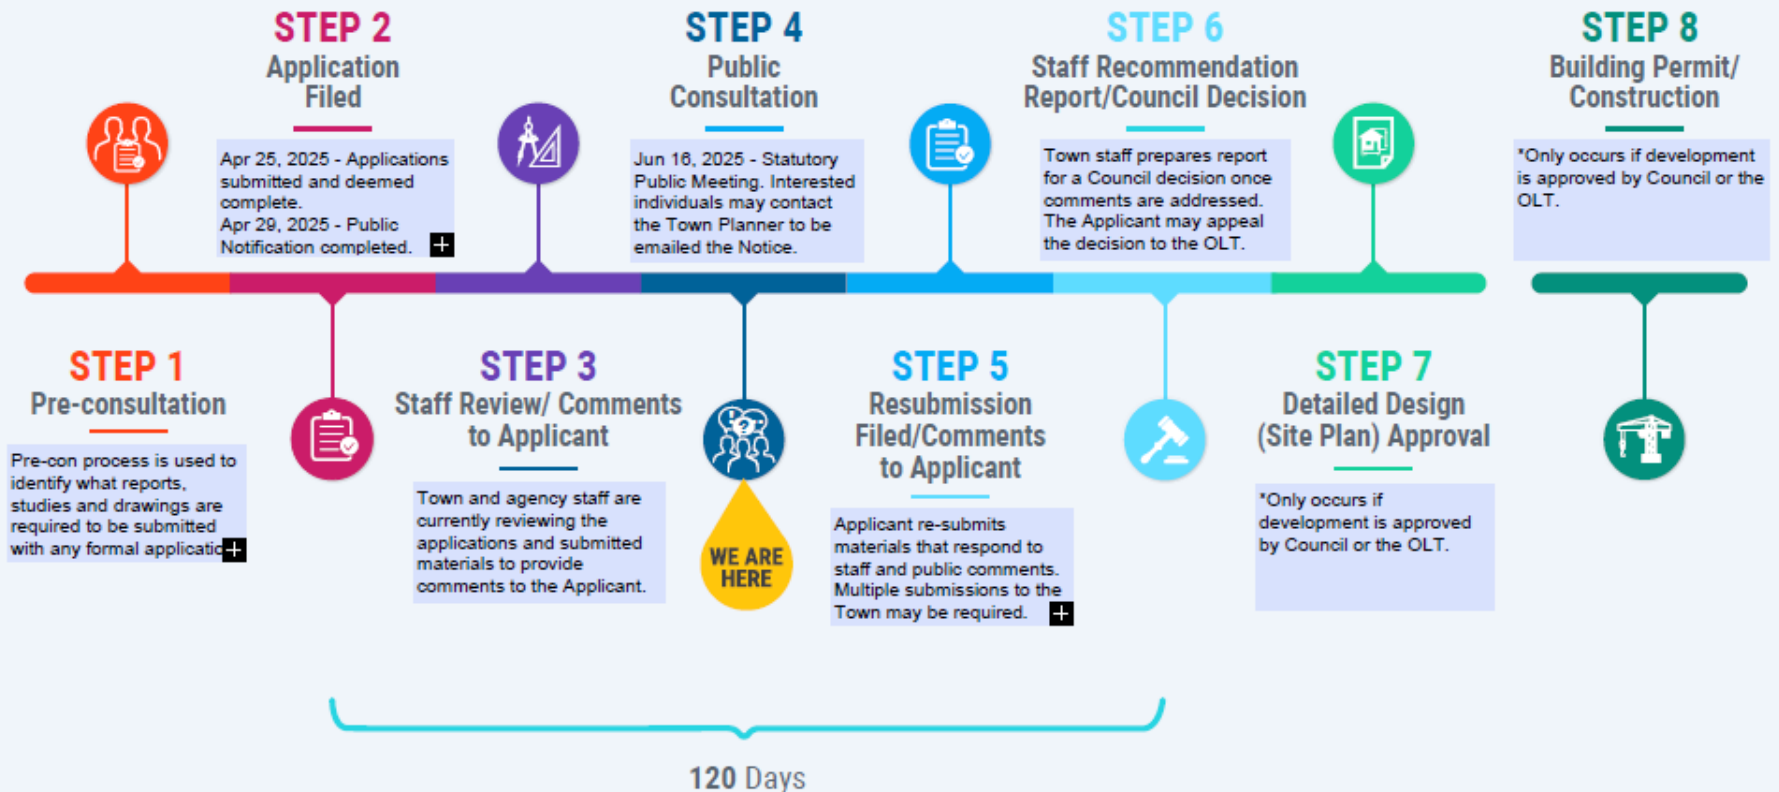 STEP 1
Pre-consultation
Pre-con process is used to
identify what reports,
studies and drawings are
required to be submitted
with any formal applicatio
STEP 2
Application
Filed
Apr 25, 2025 - Applications
submitted and deemed
complete.
Apr 29, 2025 - Public
Notification completed.
STEP 3
Staff Review/ Comments
to Applicant
Town and agency staff are
currently reviewing the
applications and submitted
materials to provide
comments to the Applicant.
STEP 4
Public
Consultation
Jun 16, 2025 - Statutory
Public Meeting. Interested
individuals may contact
the Town Planner to be
emailed the Notice.
WE ARE
HERE
STEP 5
Resubmission
Filed/Comments
to Applicant
Applicant re-submits
materials that respond to
staff and public comments.
Multiple submissions to the
Town may be required.
STEP 6
Staff Recommendation
Report/Council Decision
Town staff prepares report
for a Council decision once
comments are addressed.
The Applicant may appeal
the decision to the OLT.
STEP 7
Detailed Design
(Site Plan) Approval
*Only occurs if
development is approved
by Council or the OLT.
STEP 8
Building Permit/
Construction
*Only occurs if development
is approved by Council or the
OLT.
120 Days